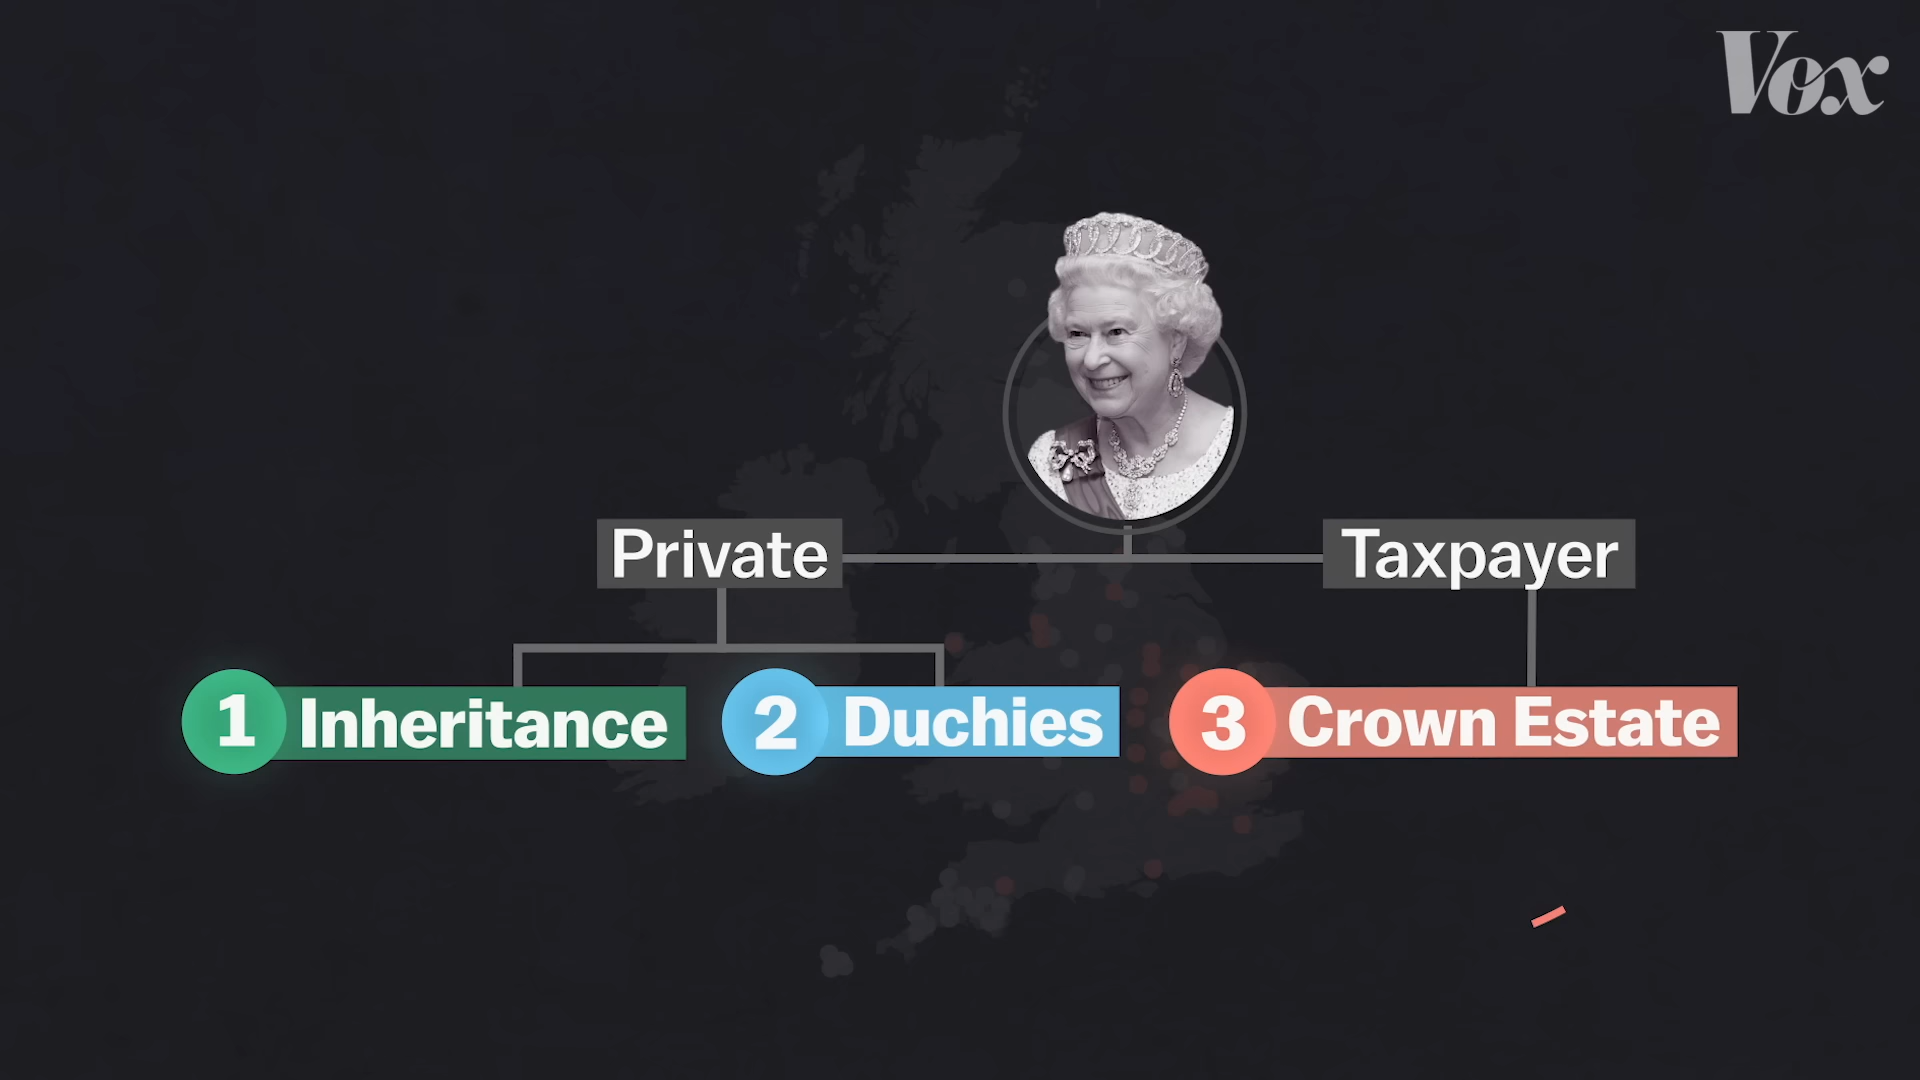 Vox
Private
Taxpayer
1 Inheritance
2 Duchies
3 Crown Estate